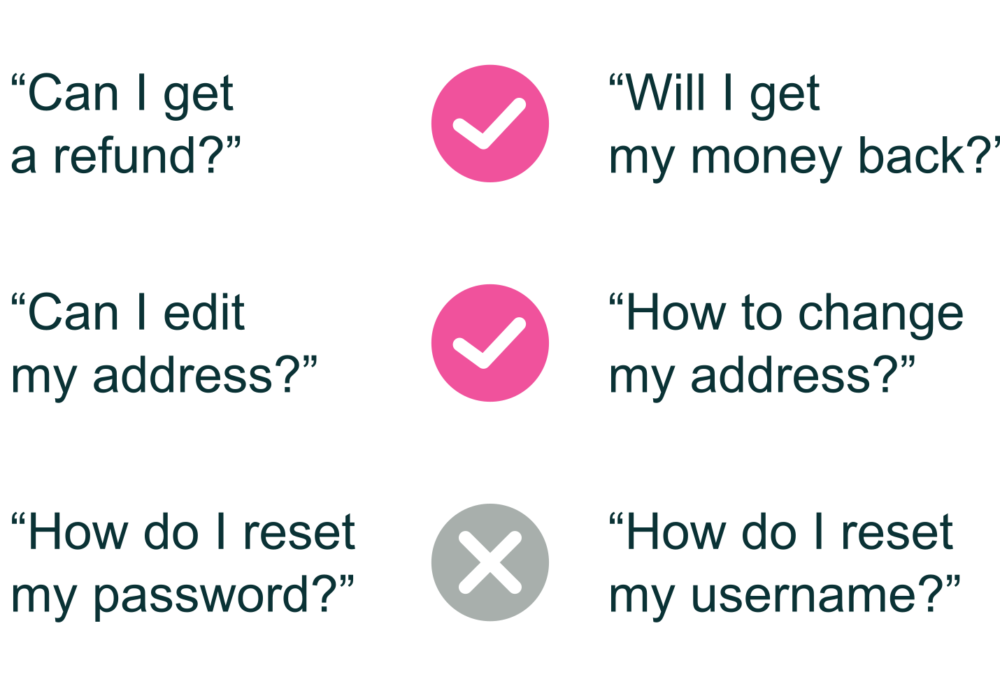 “Can I get
a refund?”
“Will I get
my money back?’
“Can I edit
my address?”
“How to change
my address?”
“How do I reset
my password?”
“How do I reset
my username?”